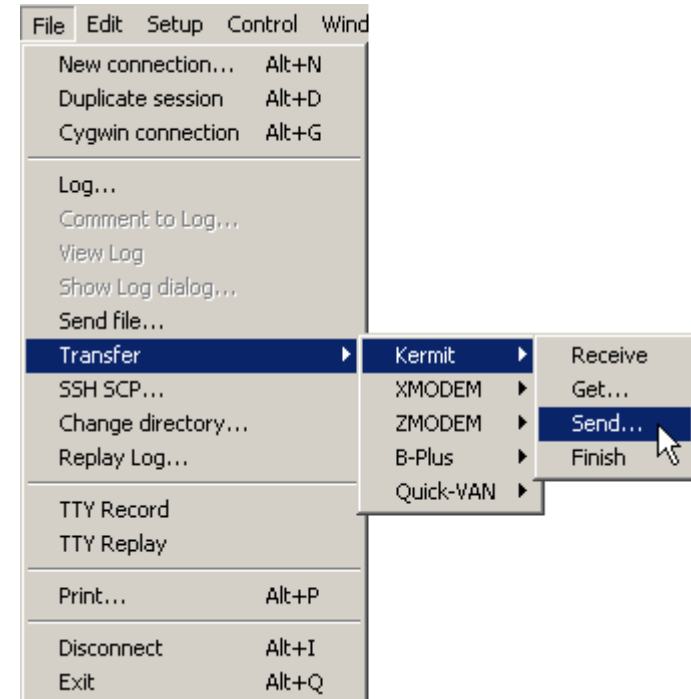 File Edit Setup Control Wind
New connection... Alt+N
Duplicate session Alt+D
Cygwin connection Alt+G
Log...
Comment to Log...
View Log
Show Log dialog...
Send file...
Transfer
SSH SCP...
Change directory...
Replay Log...
TTY Record
TTY Replay
Print... Alt+P
Disconnect Alt+I
Exit Alt+Q
Kermit
XMODEM
ZMODEM
B-Plus
Quick-VAN
Receive
Get...
Send...
Finish